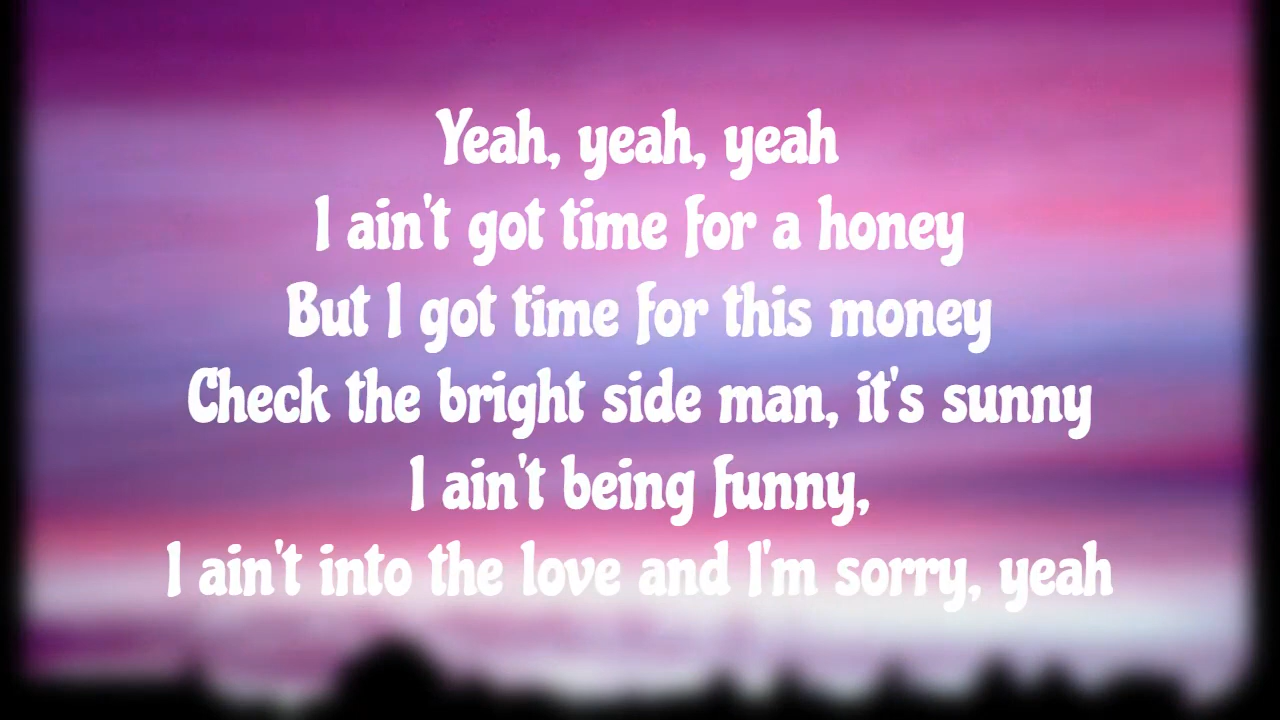 Yeah, yeah, yeah
I ain't got time for a honey
But I got time for this money
Check the bright side man, it's sunny
I ain't being funny,
I ain't into the love and I'm sorry, yeah